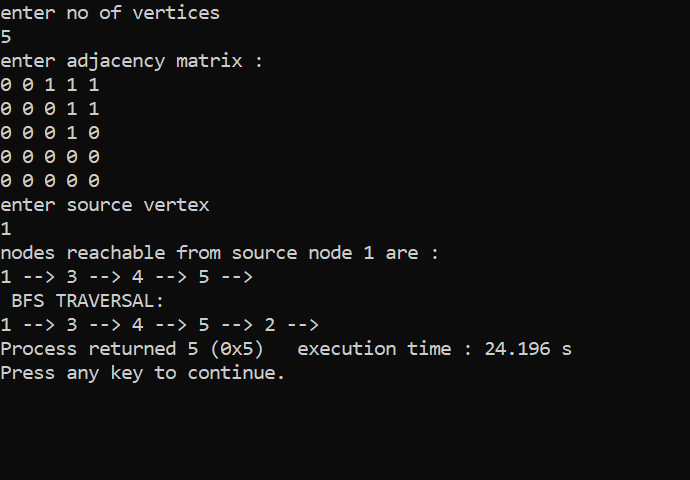 enter no of vertices
5
enter adjacency matrix :
0 0 1 1 1
0 0 0 1 1
0 0 0 1 0
0 0 0 0 0
0 0 0 0 0
enter source vertex
1
nodes reachable from source node 1 are :
1 --> 3 --> 4 --> 5 -->
 BFS TRAVERSAL:
1 --> 3 --> 4 --> 5 --> 2 -->
Process returned 5 (0x5)   execution time : 24.196 s
Press any key to continue.